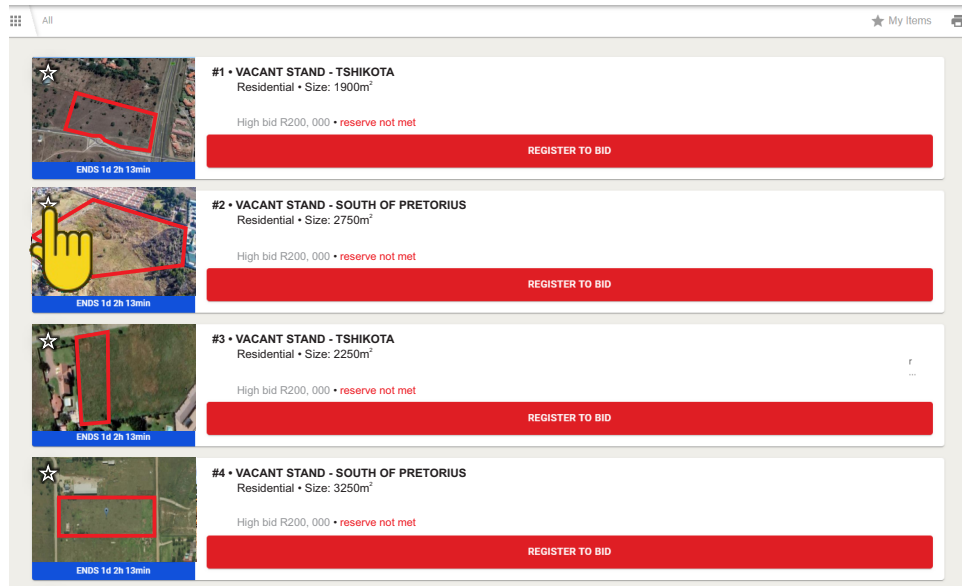 All
My Items
#1 • VACANT STAND - TSHIKOTA
Residential • Size: 1900m²
High bid R200, 000 • reserve not met
REGISTER TO BID
ENDS 1d 2h 13min
#2 • VACANT STAND - SOUTH OF PRETORIUS
Residential • Size: 2750m²
High bid R200, 000 • reserve not met
REGISTER TO BID
ENDS 1d 2h 13min
#3 • VACANT STAND - TSHIKOTA
Residential • Size: 2250m²
r
...
High bid R200, 000 • reserve not met
REGISTER TO BID
ENDS 1d 2h 13min
#4 • VACANT STAND - SOUTH OF PRETORIUS
Residential • Size: 3250m²
High bid R200, 000 • reserve not met
REGISTER TO BID
ENDS 1d 2h 13min